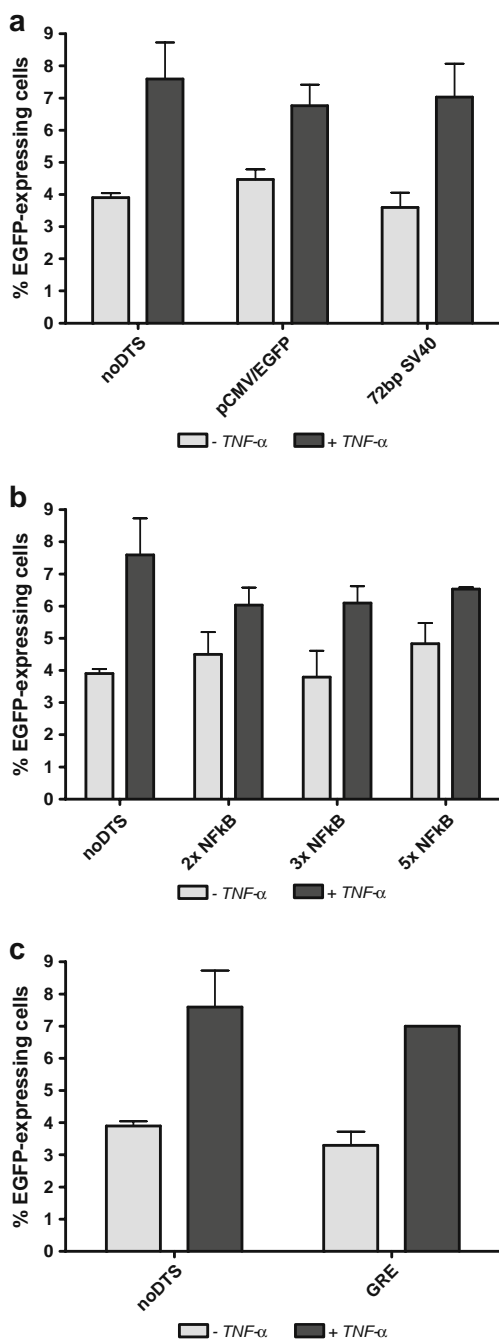 a
% EGFP-expressing cells
9
8
7
6
5
4
3
2
1
0
noDTS
pCMV/EGFP
72bp SV40
- TNF-α
+ TNF-α
b
% EGFP-expressing cells
9
8
7
6
5
4
3
2
1
0
noDTS
2x NFkB
3x NFkB
5x NFkB
- TNF-α
+ TNF-α
c
% EGFP-expressing cells
9
8
7
6
5
4
3
2
1
0
noDTS
GRE
- TNF-α
+ TNF-α